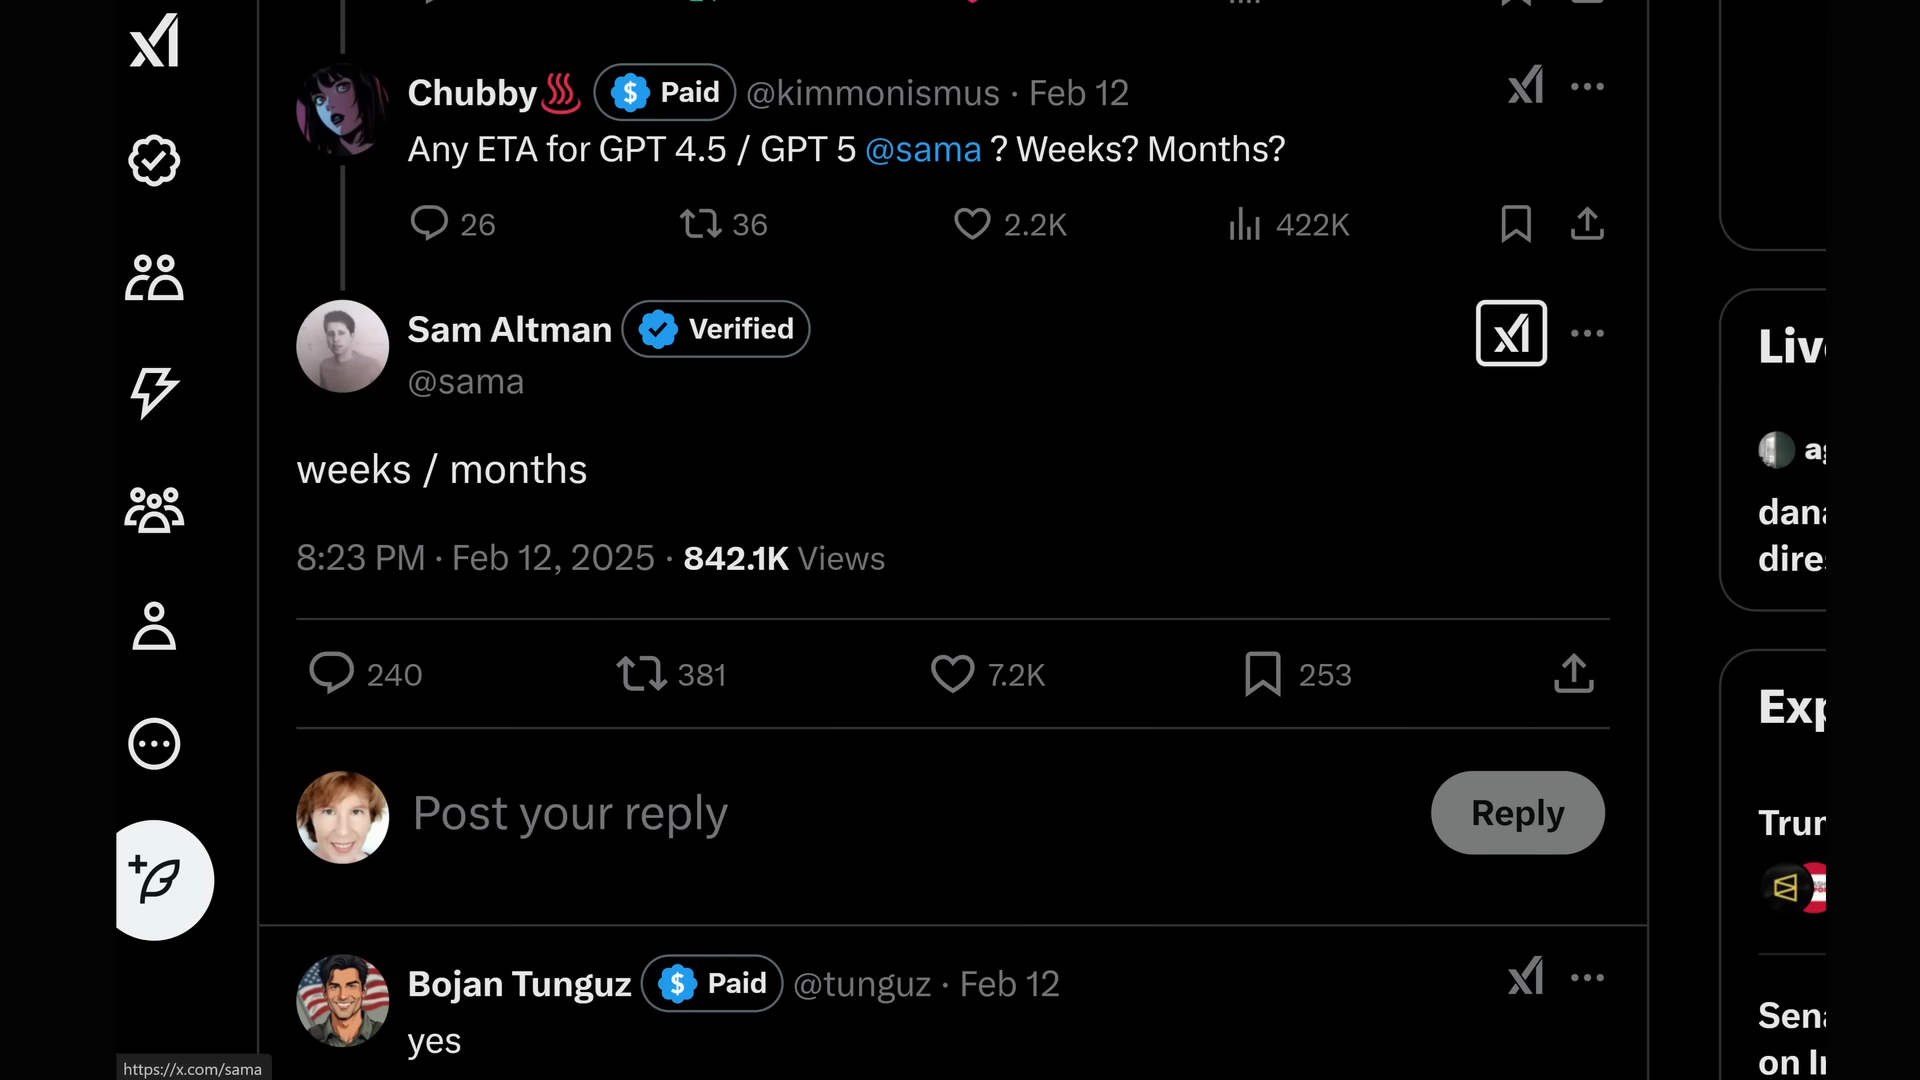 Chubby♨️ Paid @kimmonismus · Feb 12
Any ETA for GPT 4.5 / GPT 5 @sama ? Weeks? Months?
26 36 2.2K 422K
Sam Altman Verified
@sama
weeks / months
8:23 PM · Feb 12, 2025 · 842.1K Views
240 381 7.2K 253
Post your reply Reply
Bojan Tunguz Paid @tunguz · Feb 12
yes
https://x.com/sama